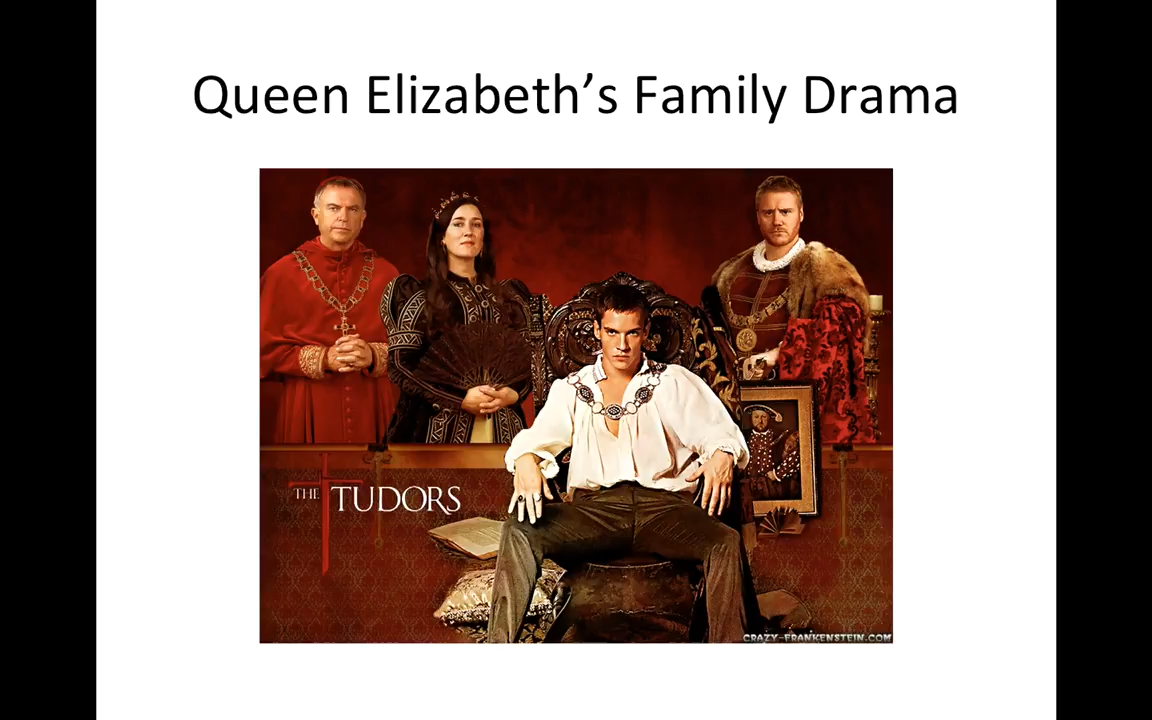 Queen Elizabeth’s Family Drama
THE TUDORS
CRAZY-FRANKENSTEIN.COM